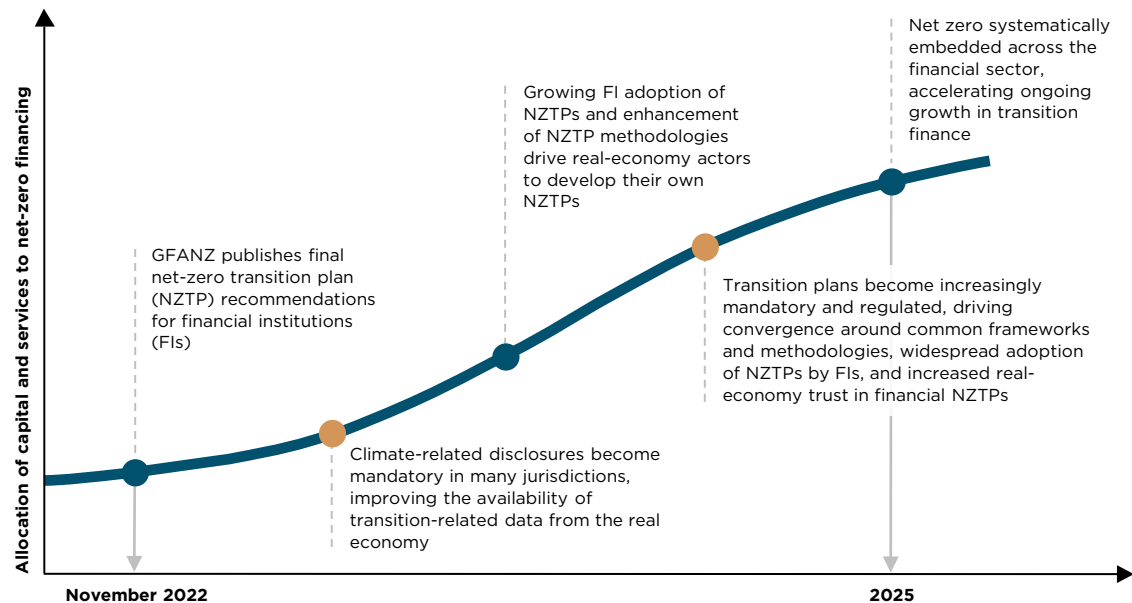 Allocation of capital and services to net-zero financing
GFANZ publishes final
net-zero transition plan
(NZTP) recommendations
for financial institutions
(FIs)
Climate-related disclosures become
mandatory in many jurisdictions,
improving the availability of
transition-related data from the real
economy
Growing FI adoption of
NZTPs and enhancement
of NZTP methodologies
drive real-economy actors
to develop their own
NZTPs
Transition plans become increasingly
mandatory and regulated, driving
convergence around common frameworks
and methodologies, widespread adoption
of NZTPs by FIs, and increased real-
economy trust in financial NZTPs
Net zero systematically
embedded across the
financial sector,
accelerating ongoing
growth in transition
finance
November 2022
2025